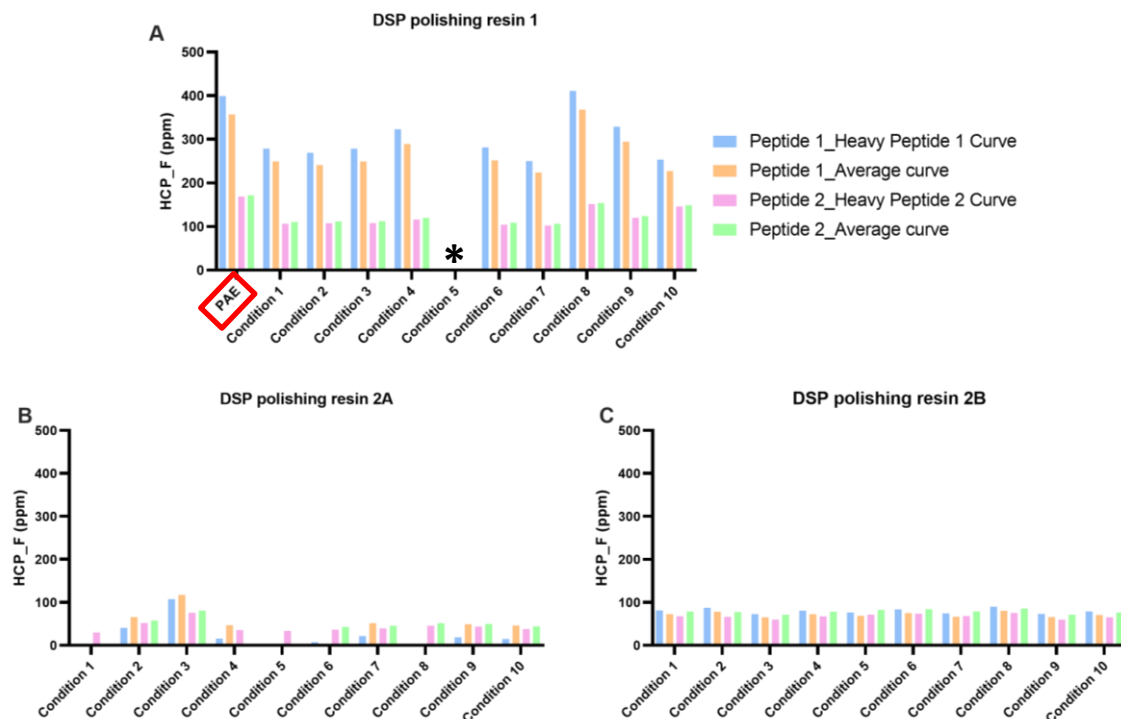 A
DSP polishing resin 1
HCP_F (ppm)
500
400
300
200
100
0
*
PAE
Condition 1
Condition 2
Condition 3
Condition 4
Condition 5
Condition 6
Condition 7
Condition 8
Condition 9
Condition 10
Peptide 1_Heavy Peptide 1 Curve
Peptide 1_Average curve
Peptide 2_Heavy Peptide 2 Curve
Peptide 2_Average curve
B
DSP polishing resin 2A
HCP_F (ppm)
500
400
300
200
100
0
Condition 1
Condition 2
Condition 3
Condition 4
Condition 5
Condition 6
Condition 7
Condition 8
Condition 9
Condition 10
C
DSP polishing resin 2B
HCP_F (ppm)
500
400
300
200
100
0
Condition 1
Condition 2
Condition 3
Condition 4
Condition 5
Condition 6
Condition 7
Condition 8
Condition 9
Condition 10